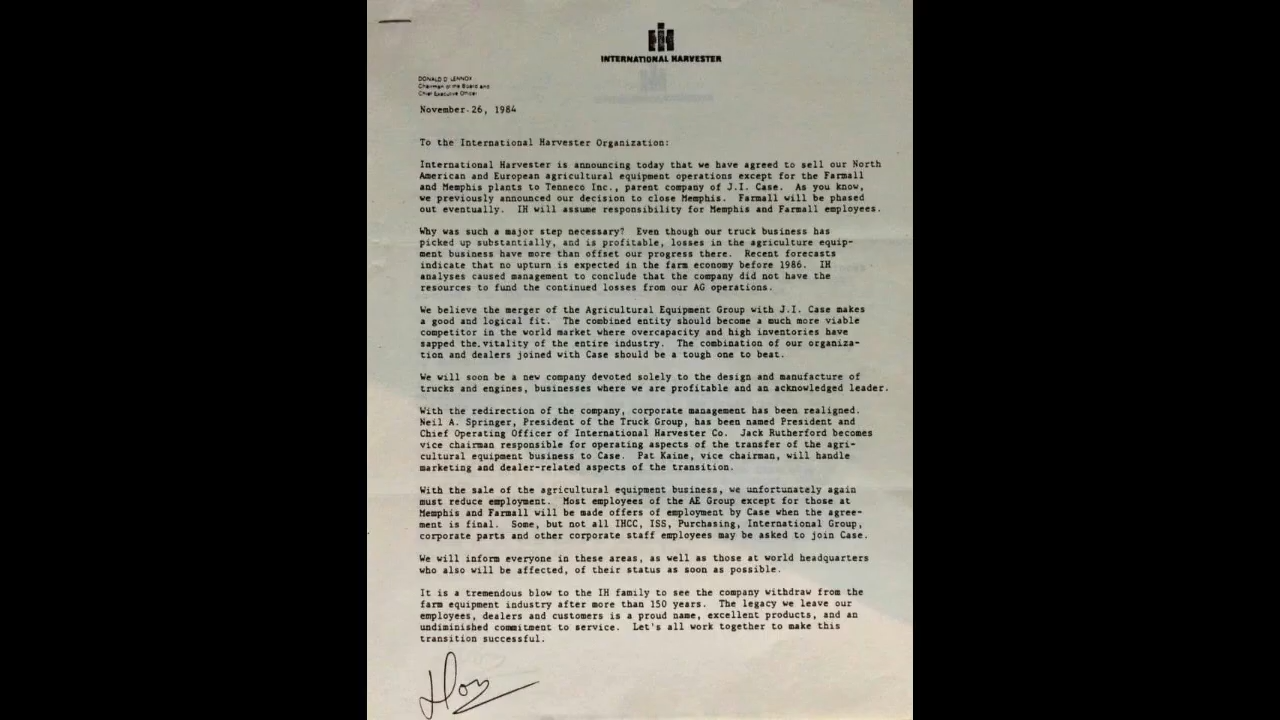 INTERNATIONAL HARVESTER
DONALD D. LENNOX
Chairman of the Board and
Chief Executive Officer
November 26, 1984
To the International Harvester Organization:
International Harvester is announcing today that we have agreed to sell our North
American and European agricultural equipment operations except for the Farmall
and Memphis plants to Tenneco Inc., parent company of J.I. Case. As you know,
we previously announced our decision to close Memphis. Farmall will be phased
out eventually. IH will assume responsibility for Memphis and Farmall employees.
Why was such a major step necessary? Even though our truck business has
picked up substantially, and is profitable, losses in the agriculture equip-
ment business have more than offset our progress there. Recent forecasts
indicate that no upturn is expected in the farm economy before 1986. IH
analyses caused management to conclude that the company did not have the
resources to fund the continued losses from our AG operations.
We believe the merger of the Agricultural Equipment Group with J.I. Case makes
a good and logical fit. The combined entity should become a much more viable
competitor in the world market where overcapacity and high inventories have
sapped the vitality of the entire industry. The combination of our organiza-
tion and dealers joined with Case should be a tough one to beat.
We will soon be a new company devoted solely to the design and manufacture of
trucks and engines, businesses where we are profitable and an acknowledged leader.
With the redirection of the company, corporate management has been realigned.
Neil A. Springer, President of the Truck Group, has been named President and
Chief Operating Officer of International Harvester Co. Jack Rutherford becomes
vice chairman responsible for operating aspects of the transfer of the agri-
cultural equipment business to Case. Pat Kaine, vice chairman, will handle
marketing and dealer-related aspects of the transition.
With the sale of the agricultural equipment business, we unfortunately again
must reduce employment. Most employees of the AE Group except for those at
Memphis and Farmall will be made offers of employment by Case when the agree-
ment is final. Some, but not all IHCC, ISS, Purchasing, International Group,
corporate parts and other corporate staff employees may be asked to join Case.
We will inform everyone in these areas, as well as those at world headquarters
who also will be affected, of their status as soon as possible.
It is a tremendous blow to the IH family to see the company withdraw from the
farm equipment industry after more than 150 years. The legacy we leave our
employees, dealers and customers is a proud name, excellent products, and an
undiminished commitment to service. Let's all work together to make this
transition successful.
Don